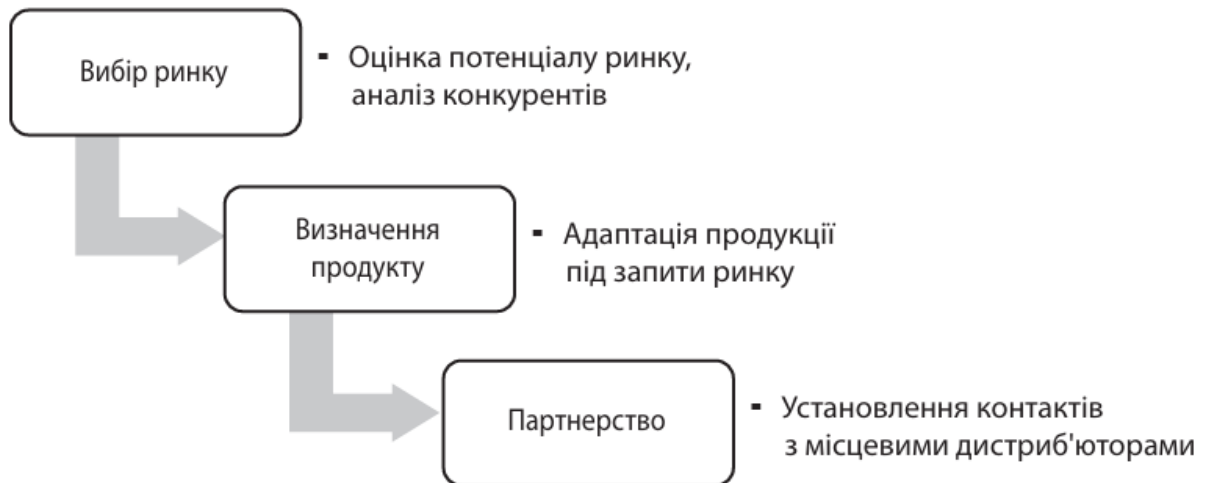 Вибір ринку
▪ Оцінка потенціалу ринку,
аналіз конкурентів
Визначення
продукту
▪ Адаптація продукції
під запити ринку
Партнерство
▪ Установлення контактів
з місцевими дистриб'юторами